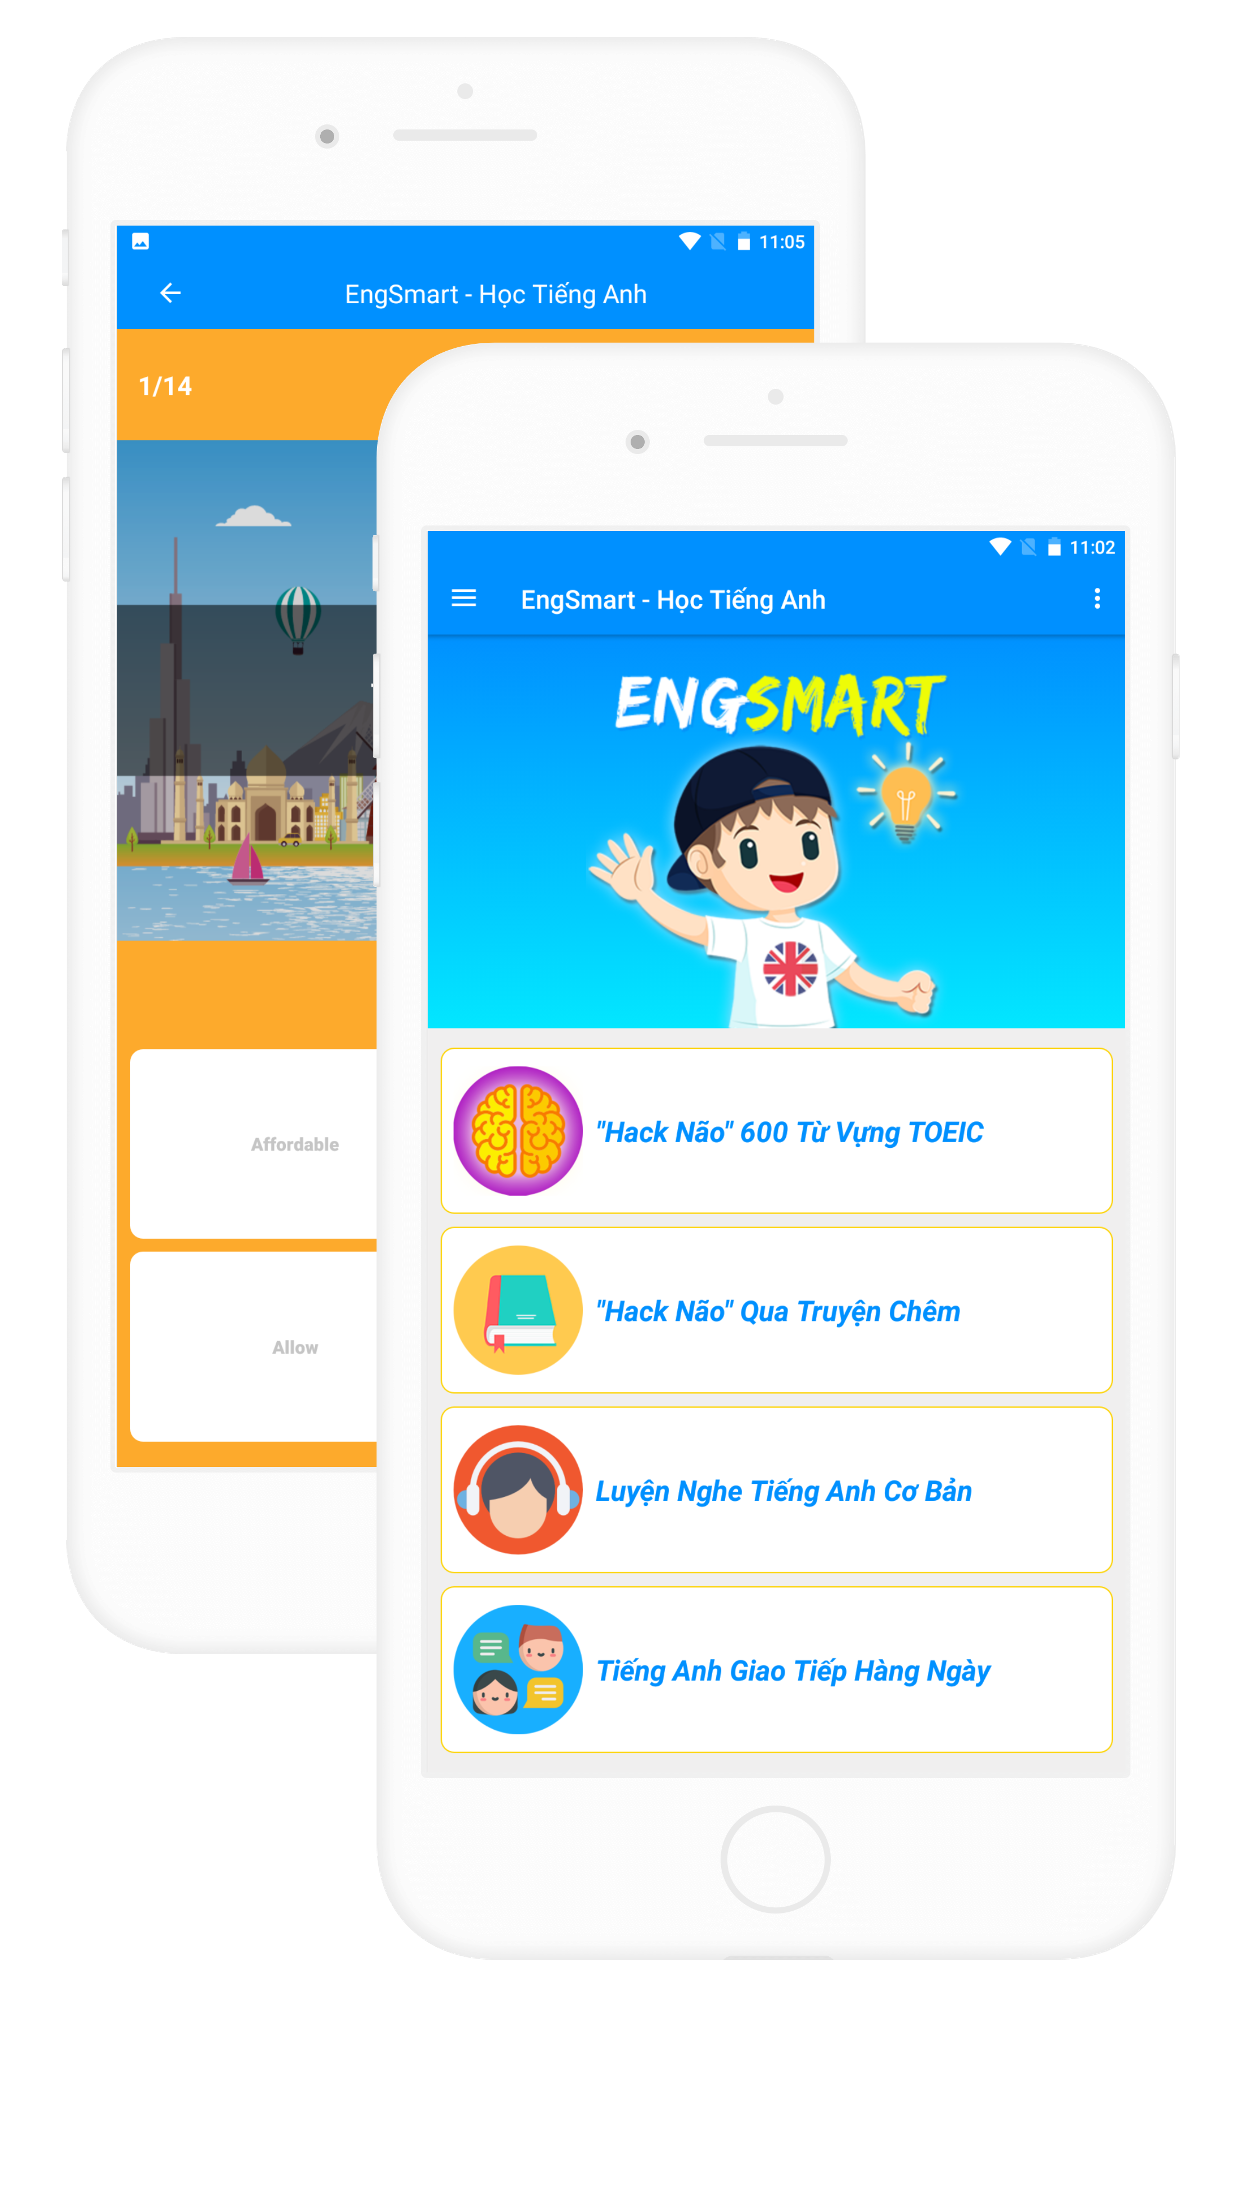 11:05
EngSmart - Học Tiếng Anh
1/14
Affordable
Allow
11:02
EngSmart - Học Tiếng Anh
ENGSMART
"Hack Não" 600 Từ Vựng TOEIC
"Hack Não" Qua Truyện Chêm
Luyện Nghe Tiếng Anh Cơ Bản
Tiếng Anh Giao Tiếp Hàng Ngày